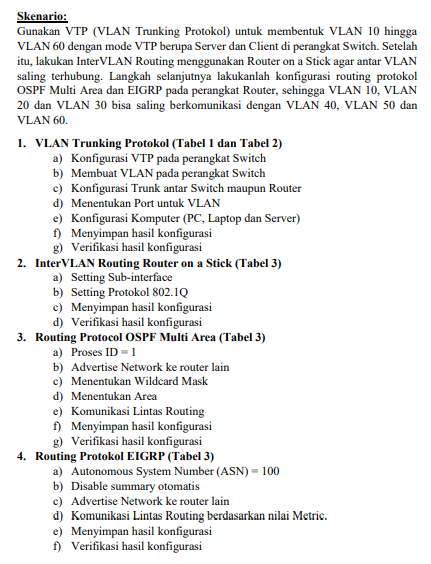 Skenario:
Gunakan VTP (VLAN Trunking Protokol) untuk membentuk VLAN 10 hingga
VLAN 60 dengan mode VTP berupa Server dan Client di perangkat Switch. Setelah
itu, lakukan InterVLAN Routing menggunakan Router on a Stick agar antar VLAN
saling terhubung. Langkah selanjutnya lakukanlah konfigurasi routing protokol
OSPF Multi Area dan EIGRP pada perangkat Router, sehingga VLAN 10, VLAN
20 dan VLAN 30 bisa saling berkomunikasi dengan VLAN 40, VLAN 50 dan
VLAN 60.
1. VLAN Trunking Protokol (Tabel 1 dan Tabel 2)
a) Konfigurasi VTP pada perangkat Switch
b) Membuat VLAN pada perangkat Switch
c) Konfigurasi Trunk antar Switch maupun Router
d) Menentukan Port untuk VLAN
e) Konfigurasi Komputer (PC, Laptop dan Server)
f) Menyimpan hasil konfigurasi
g) Verifikasi hasil konfigurasi
2. InterVLAN Routing Router on a Stick (Tabel 3)
a) Setting Sub-interface
b) Setting Protokol 802.1Q
c) Menyimpan hasil konfigurasi
d) Verifikasi hasil konfigurasi
3. Routing Protocol OSPF Multi Area (Tabel 3)
a) Proses ID = 1
b) Advertise Network ke router lain
c) Menentukan Wildcard Mask
d) Menentukan Area
e) Komunikasi Lintas Routing
f) Menyimpan hasil konfigurasi
g) Verifikasi hasil konfigurasi
4. Routing Protokol EIGRP (Tabel 3)
a) Autonomous System Number (ASN) = 100
b) Disable summary otomatis
c) Advertise Network ke router lain
d) Komunikasi Lintas Routing berdasarkan nilai Metric.
e) Menyimpan hasil konfigurasi
f) Verifikasi hasil konfigurasi